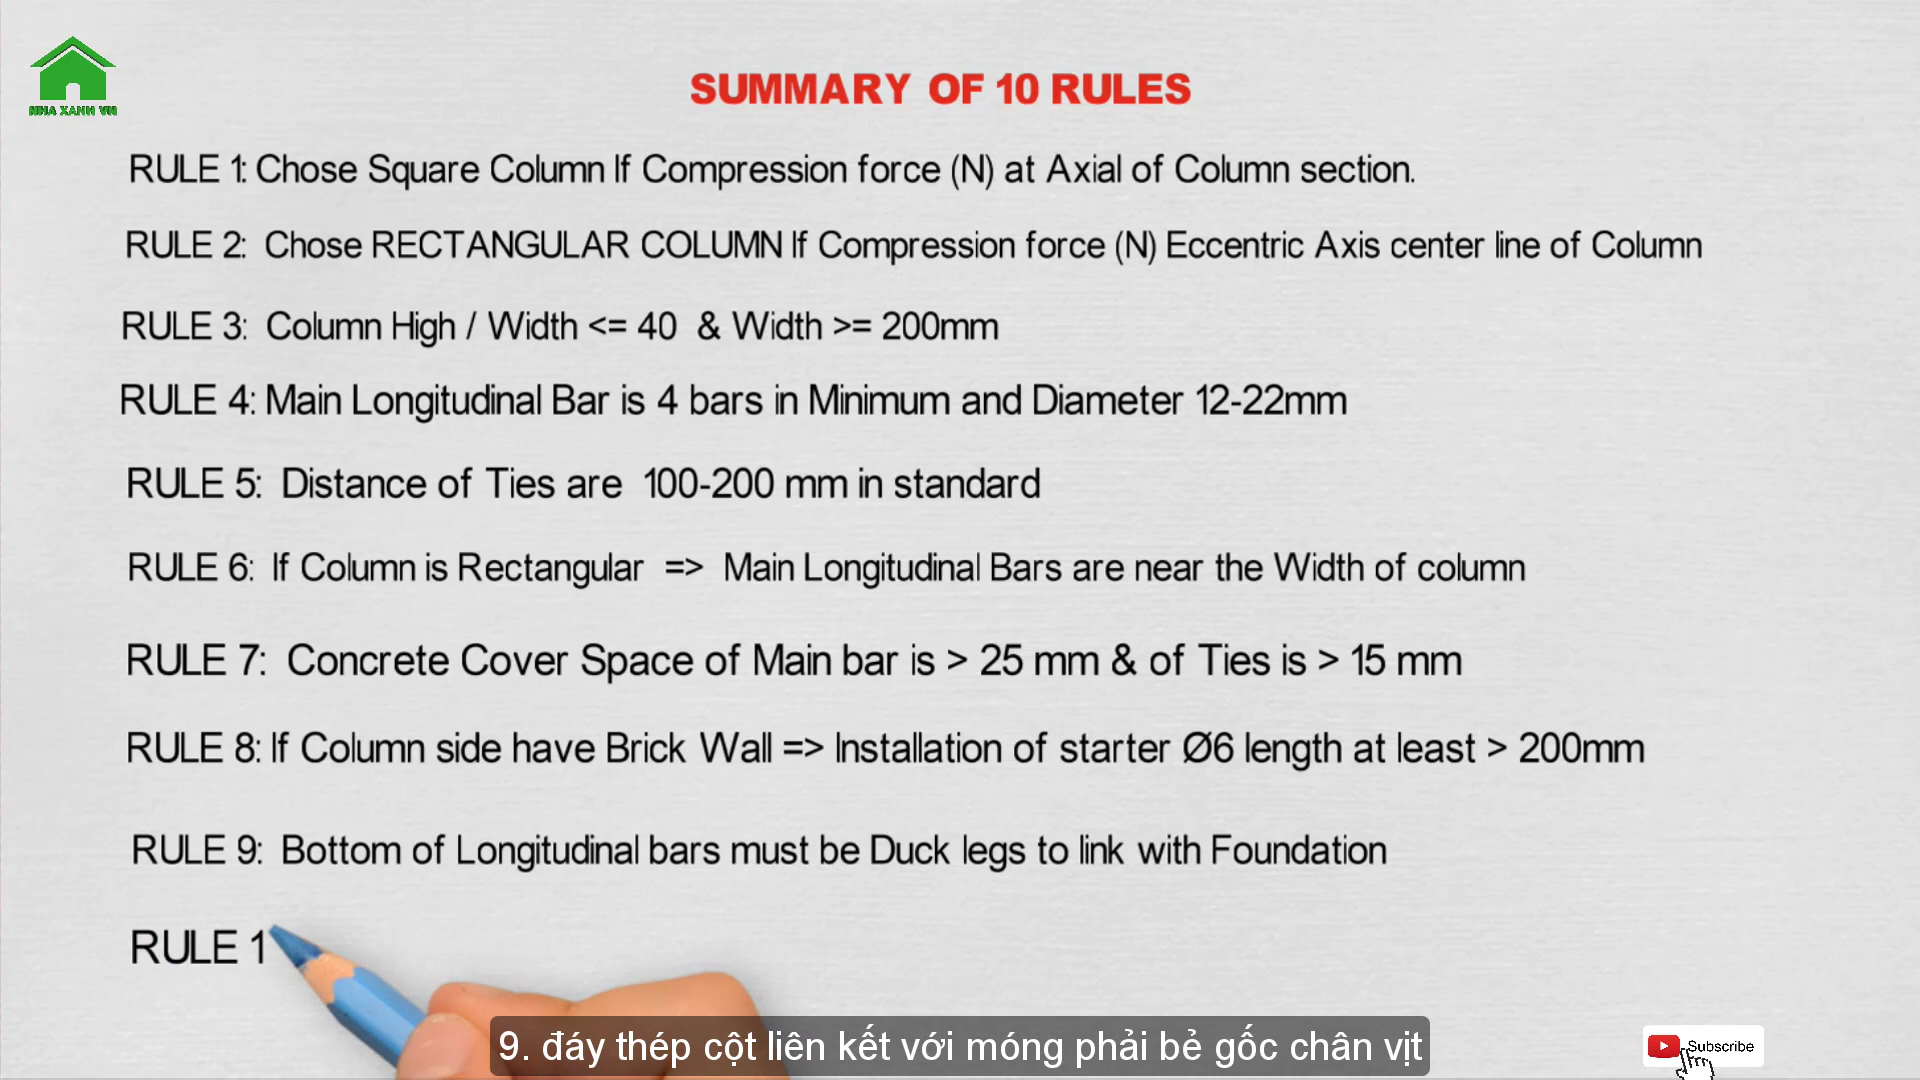 NHA XANH VN
SUMMARY OF 10 RULES
RULE 1: Chose Square Column If Compression force (N) at Axial of Column section.
RULE 2: Chose RECTANGULAR COLUMN If Compression force (N) Eccentric Axis center line of Column
RULE 3: Column High / Width <= 40 & Width >= 200mm
RULE 4: Main Longitudinal Bar is 4 bars in Minimum and Diameter 12-22mm
RULE 5: Distance of Ties are 100-200 mm in standard
RULE 6: If Column is Rectangular => Main Longitudinal Bars are near the Width of column
RULE 7: Concrete Cover Space of Main bar is > 25 mm & of Ties is > 15 mm
RULE 8: If Column side have Brick Wall => Installation of starter Ø6 length at least > 200mm
RULE 9: Bottom of Longitudinal bars must be Duck legs to link with Foundation
RULE 1
9. đáy thép cột liên kết với móng phải bẻ gốc chân vịt
Subscribe